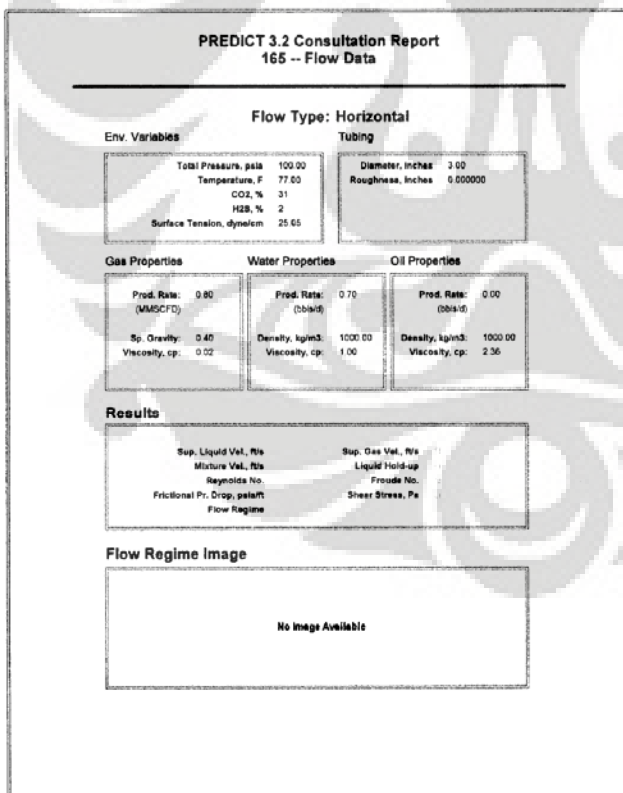 PREDICT 3.2 Consultation Report
165 -- Flow Data
Flow Type: Horizontal
Env. Variables
Total Pressure, psia 100.00
Temperature, F 77.00
CO2, % 31
H2S, % 2
Surface Tension, dyne/cm 25.65
Tubing
Diameter, inches 3.00
Roughness, inches 0.000000
Gas Properties
Prod. Rate: 0.80
(MMSCFD)
Sp. Gravity: 0.40
Viscosity, cp: 0.02
Water Properties
Prod. Rate: 0.70
(bbls/d)
Density, kg/m3: 1000.00
Viscosity, cp: 1.00
Oil Properties
Prod. Rate: 0.00
(bbls/d)
Density, kg/m3: 1000.00
Viscosity, cp: 2.36
Results
Sup. Liquid Vel., ft/s
Mixture Vel., ft/s
Reynolds No.
Frictional Pr. Drop, psia/ft
Flow Regime
Sup. Gas Vel., ft/s
Liquid Hold-up
Froude No.
Sheer Stress, Pa
Flow Regime Image
No Image Available